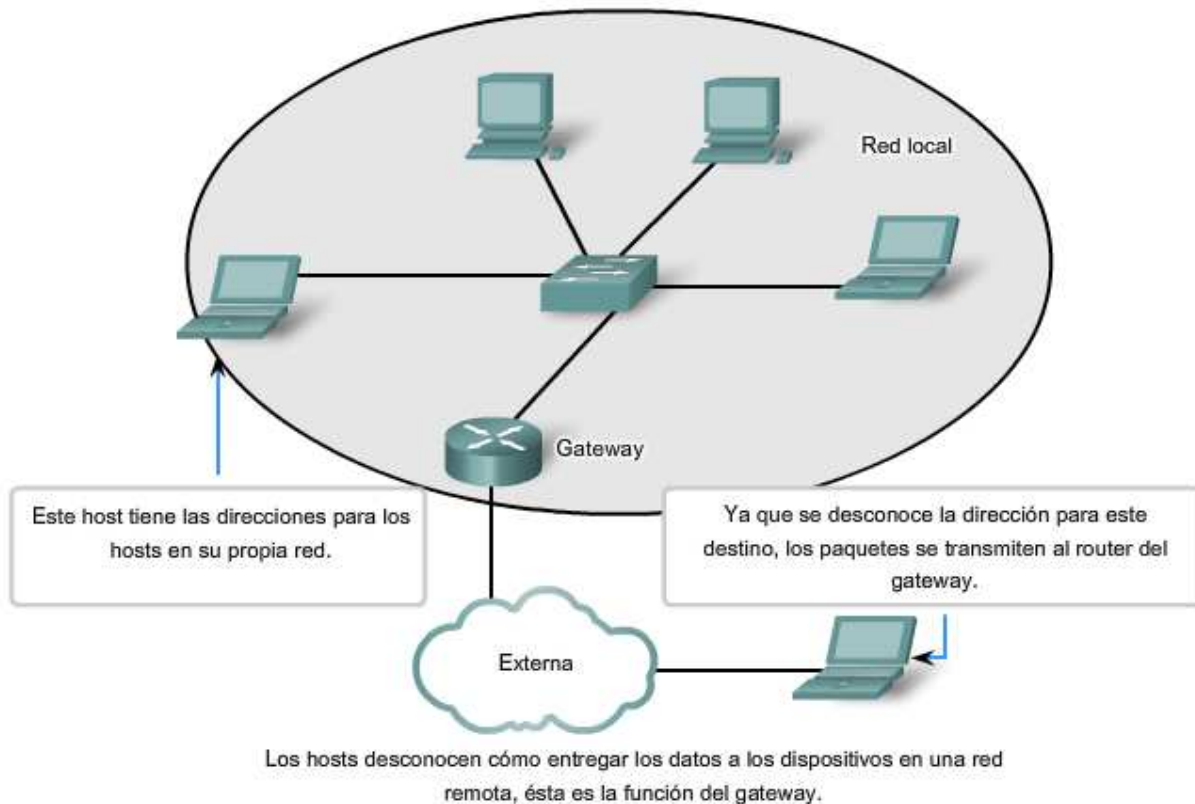 Red local
Gateway
Este host tiene las direcciones para los
hosts en su propia red.
Ya que se desconoce la dirección para este
destino, los paquetes se transmiten al router del
gateway.
Externa
Los hosts desconocen cómo entregar los datos a los dispositivos en una red
remota, ésta es la función del gateway.